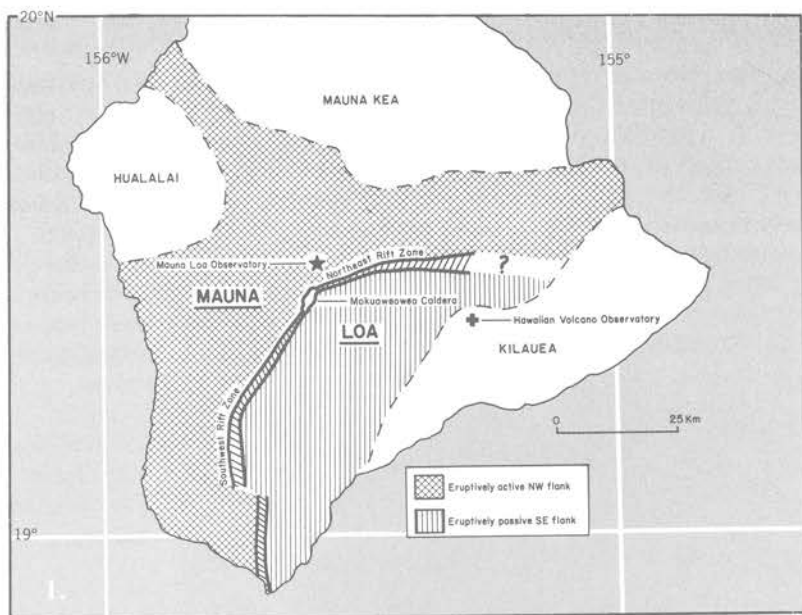 20°N
156°W
155°
MAUNA KEA
HUALALAI
Mauna Loa Observatory
Northeast Rift Zone
?
MAUNA
Mokuaweoweo Caldera
LOA
Hawaiian Volcano Observatory
KILAUEA
Southwest Rift Zone
0 25 Km
Eruptively active NW flank
Eruptively passive SE flank
19°
1.